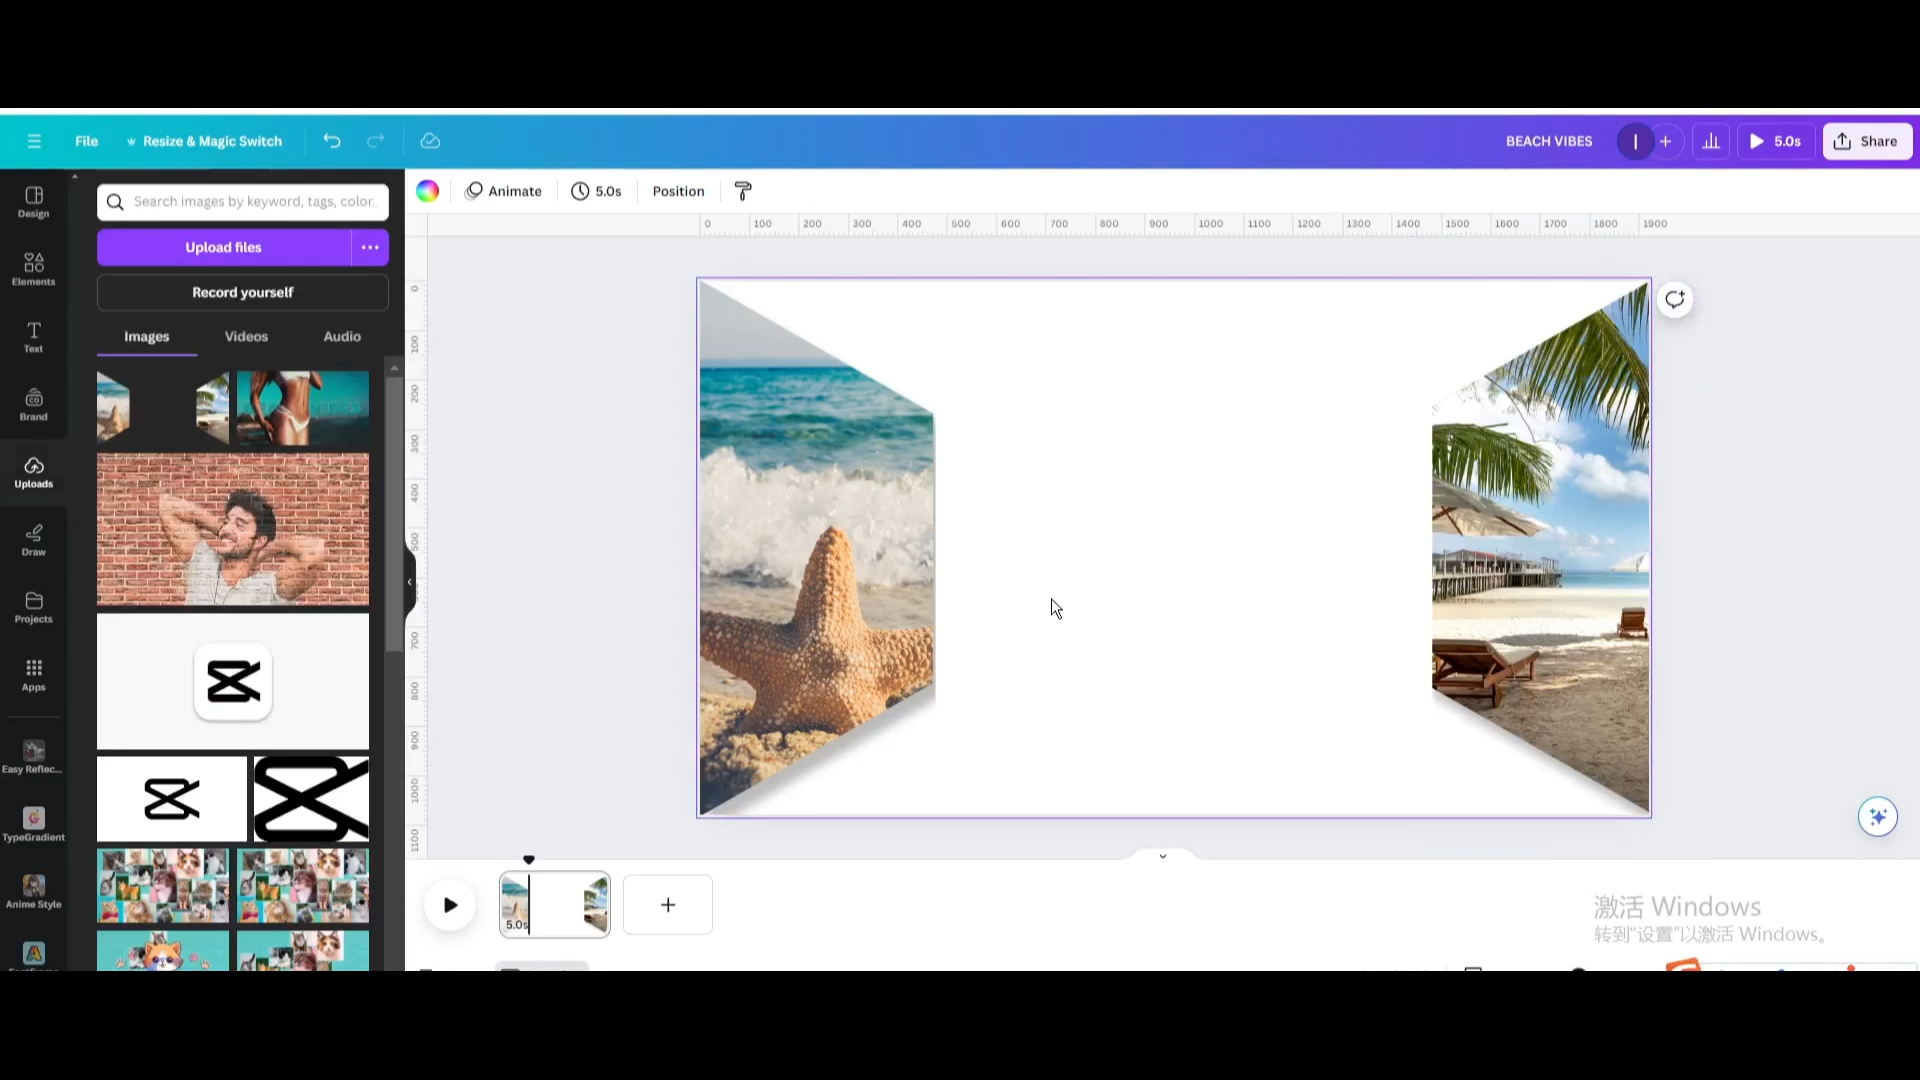 File
Resize & Magic Switch
BEACH VIBES
5.0s
Share
Design
Elements
Text
Brand
Uploads
Draw
Projects
Apps
Easy Reflec...
TypeGradient
Anime Style
Search images by keyword, tags, color..
Upload files
Record yourself
Images
Videos
Audio
Animate
5.0s
Position
0 100 200 300 400 500 600 700 800 900 1000 1100 1200 1300 1400 1500 1600 1700 1800 1900
0
100
200
300
400
500
700
800
900
1000
1100
5.0s
激活 Windows
转到“设置”以激活 Windows。